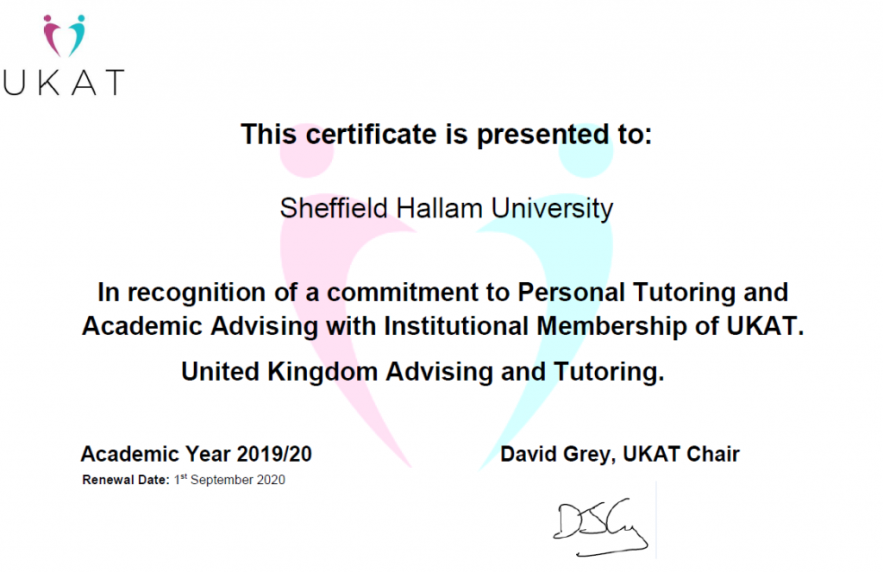 UKAT
This certificate is presented to:
Sheffield Hallam University
In recognition of a commitment to Personal Tutoring and
Academic Advising with Institutional Membership of UKAT.
United Kingdom Advising and Tutoring.
Academic Year 2019/20
Renewal Date: 1st September 2020
David Grey, UKAT Chair